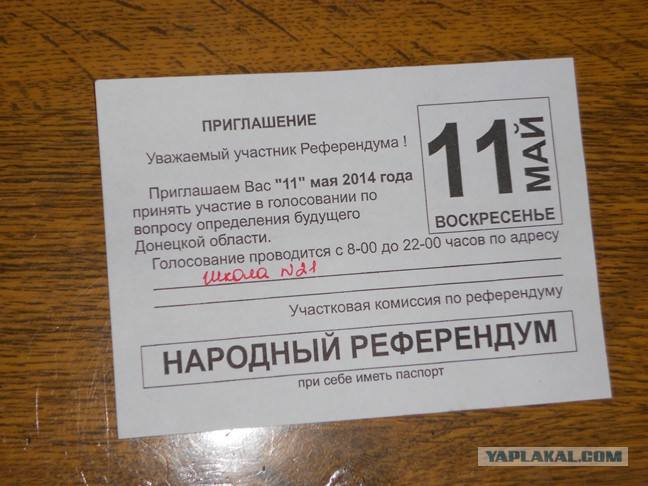 ПРИГЛАШЕНИЕ
Уважаемый участник Референдума !
Приглашаем Вас "11" мая 2014 года
принять участие в голосовании по
вопросу определения будущего
Донецкой области.
11
МАЙ
ВОСКРЕСЕНЬЕ
Голосование проводится с 8-00 до 22-00 часов по адресу
школа N21
Участковая комиссия по референдуму
НАРОДНЫЙ РЕФЕРЕНДУМ
при себе иметь паспорт
YAPLAKAL.COM